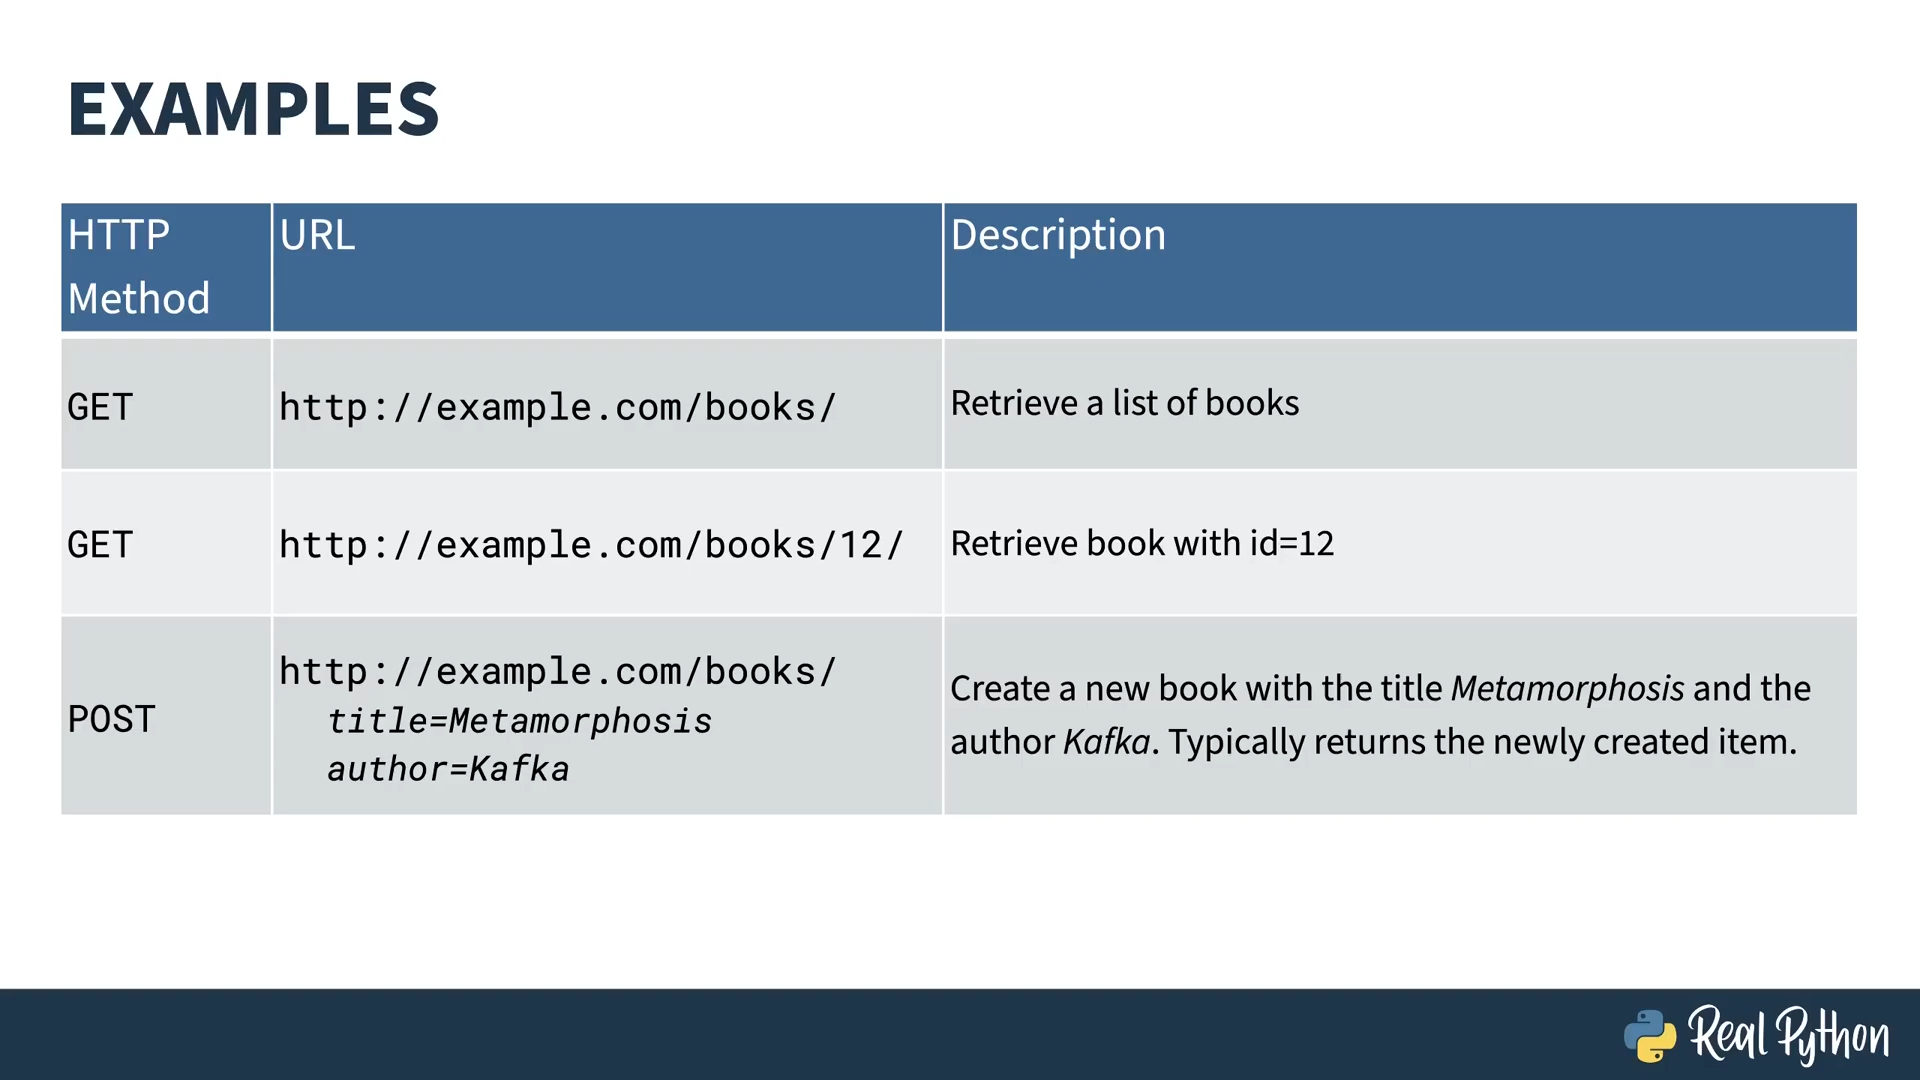 EXAMPLES
HTTP
Method
URL
Description
GET
http://example.com/books/
Retrieve a list of books
GET
http://example.com/books/12/
Retrieve book with id=12
POST
http://example.com/books/
title=Metamorphosis
author=Kafka
Create a new book with the title Metamorphosis and the
author Kafka. Typically returns the newly created item.
Real Python